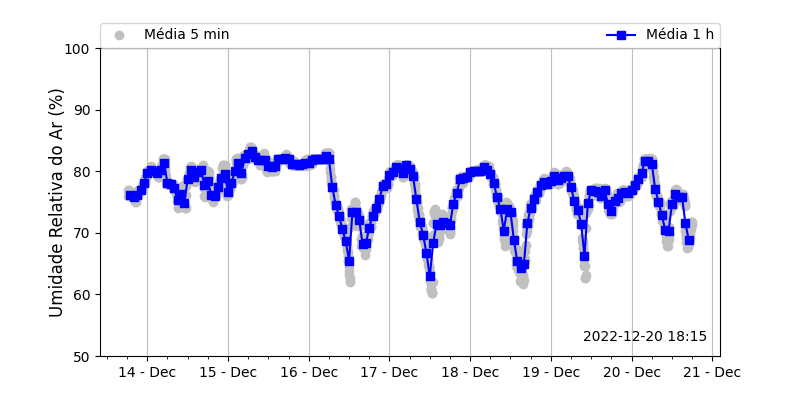 Média 5 min
Média 1 h
Umidade Relativa do Ar (%)
100
90
80
70
60
50
2022-12-20 18:15
14 - Dec
15 - Dec
16 - Dec
17 - Dec
18 - Dec
19 - Dec
20 - Dec
21 - Dec